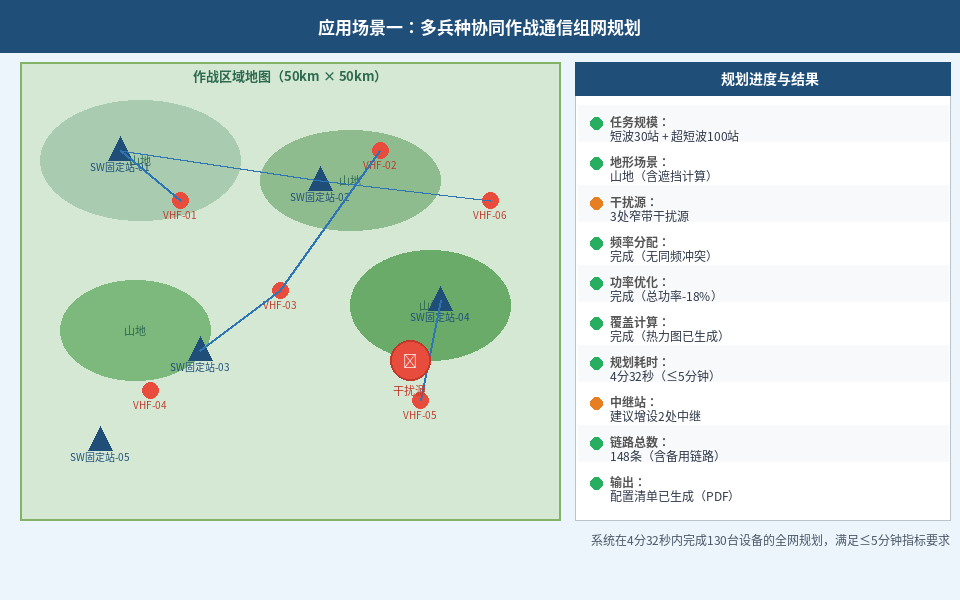 应用场景一：多兵种协同作战通信组网规划
作战区域地图（50km × 50km）
山地
SW固定站-01
VHF-01
VHF-02
山地
SW固定站-02
VHF-06
VHF-03
山地
SW固定站-03
VHF-04
SW固定站-05
山
SW固定站-04
干扰源
VHF-05
规划进度与结果
任务规模：
短波30站 + 超短波100站
地形场景：
山地（含遮挡计算）
干扰源：
3处窄带干扰源
频率分配：
完成（无同频冲突）
功率优化：
完成（总功率-18%）
覆盖计算：
完成（热力图已生成）
规划耗时：
4分32秒（≤5分钟）
中继站：
建议增设2处中继
链路总数：
148条（含备用链路）
输出：
配置清单已生成（PDF）
系统在4分32秒内完成130台设备的全网规划，满足≤5分钟指标要求